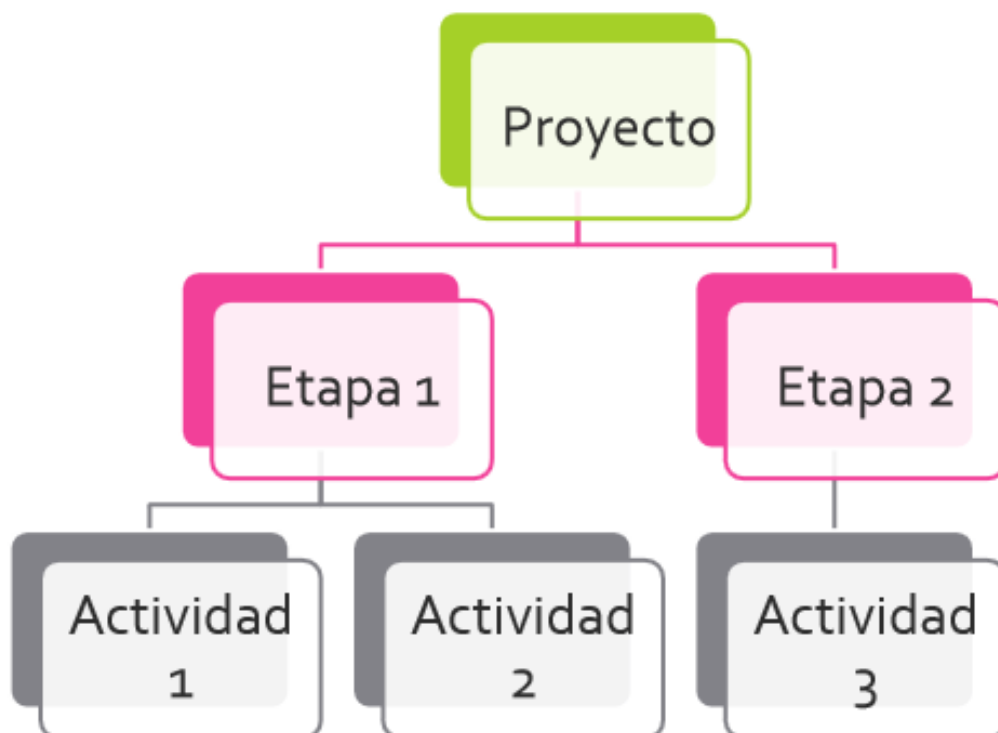 Proyecto
Etapa 1
Etapa 2
Actividad
1
Actividad
2
Actividad
3